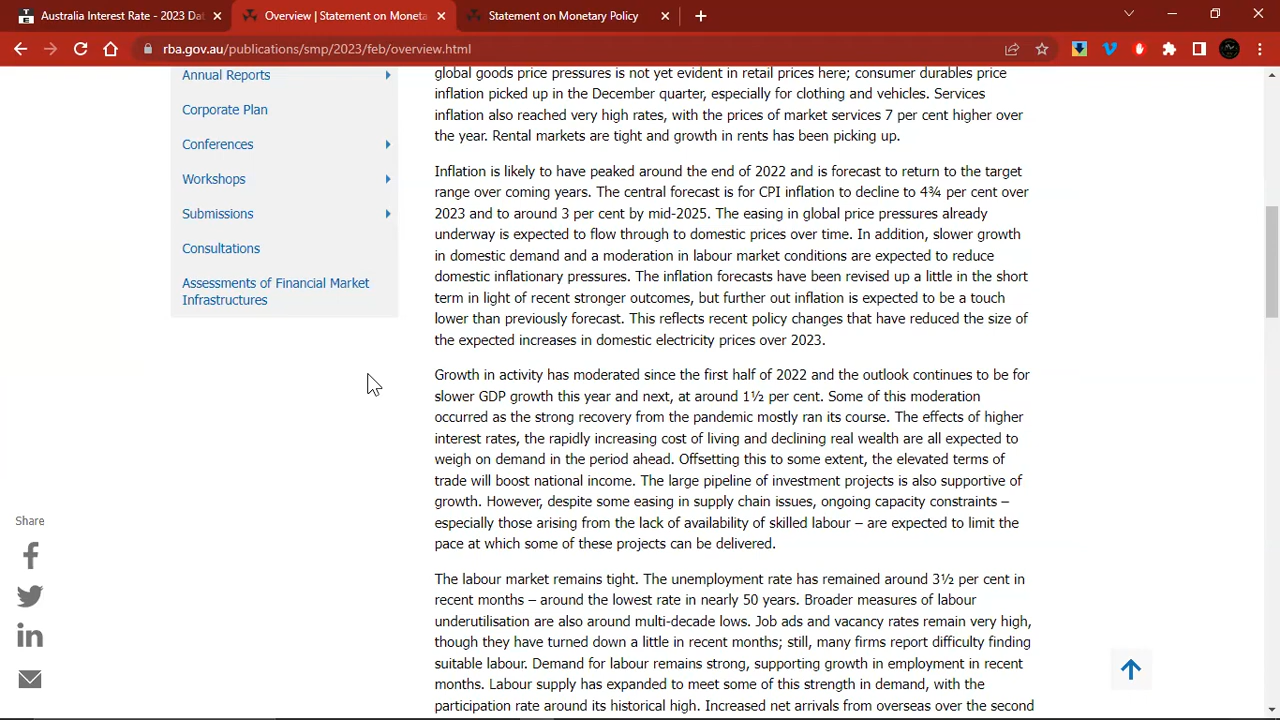 Australia Interest Rate - 2023 Dat
Overview | Statement on Moneta
Statement on Monetary Policy
rba.gov.au/publications/smp/2023/feb/overview.html
Annual Reports
Corporate Plan
Conferences
Workshops
Submissions
Consultations
Assessments of Financial Market
Infrastructures
Share
global goods price pressures is not yet evident in retail prices here; consumer durables price
inflation picked up in the December quarter, especially for clothing and vehicles. Services
inflation also reached very high rates, with the prices of market services 7 per cent higher over
the year. Rental markets are tight and growth in rents has been picking up.
Inflation is likely to have peaked around the end of 2022 and is forecast to return to the target
range over coming years. The central forecast is for CPI inflation to decline to 4¾ per cent over
2023 and to around 3 per cent by mid-2025. The easing in global price pressures already
underway is expected to flow through to domestic prices over time. In addition, slower growth
in domestic demand and a moderation in labour market conditions are expected to reduce
domestic inflationary pressures. The inflation forecasts have been revised up a little in the short
term in light of recent stronger outcomes, but further out inflation is expected to be a touch
lower than previously forecast. This reflects recent policy changes that have reduced the size of
the expected increases in domestic electricity prices over 2023.
Growth in activity has moderated since the first half of 2022 and the outlook continues to be for
slower GDP growth this year and next, at around 1½ per cent. Some of this moderation
occurred as the strong recovery from the pandemic mostly ran its course. The effects of higher
interest rates, the rapidly increasing cost of living and declining real wealth are all expected to
weigh on demand in the period ahead. Offsetting this to some extent, the elevated terms of
trade will boost national income. The large pipeline of investment projects is also supportive of
growth. However, despite some easing in supply chain issues, ongoing capacity constraints –
especially those arising from the lack of availability of skilled labour – are expected to limit the
pace at which some of these projects can be delivered.
The labour market remains tight. The unemployment rate has remained around 3½ per cent in
recent months – around the lowest rate in nearly 50 years. Broader measures of labour
underutilisation are also around multi-decade lows. Job ads and vacancy rates remain very high,
though they have turned down a little in recent months; still, many firms report difficulty finding
suitable labour. Demand for labour remains strong, supporting growth in employment in recent
months. Labour supply has expanded to meet some of this strength in demand, with the
participation rate around its historical high. Increased net arrivals from overseas over the second